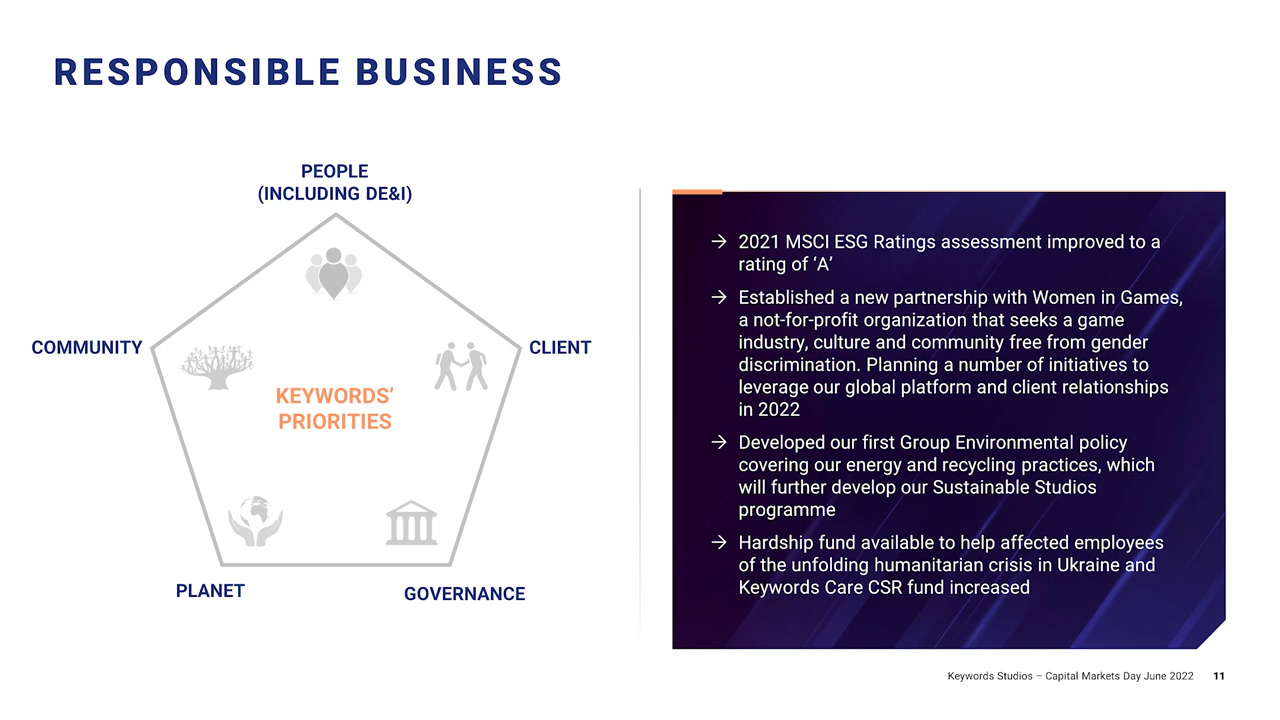 RESPONSIBLE BUSINESS
PEOPLE
(INCLUDING DE&I)
COMMUNITY
CLIENT
KEYWORDS’
PRIORITIES
PLANET
GOVERNANCE
→ 2021 MSCI ESG Ratings assessment improved to a
rating of ‘A’
→ Established a new partnership with Women in Games,
a not-for-profit organization that seeks a game
industry, culture and community free from gender
discrimination. Planning a number of initiatives to
leverage our global platform and client relationships
in 2022
→ Developed our first Group Environmental policy
covering our energy and recycling practices, which
will further develop our Sustainable Studios
programme
→ Hardship fund available to help affected employees
of the unfolding humanitarian crisis in Ukraine and
Keywords Care CSR fund increased
Keywords Studios – Capital Markets Day June 2022 11